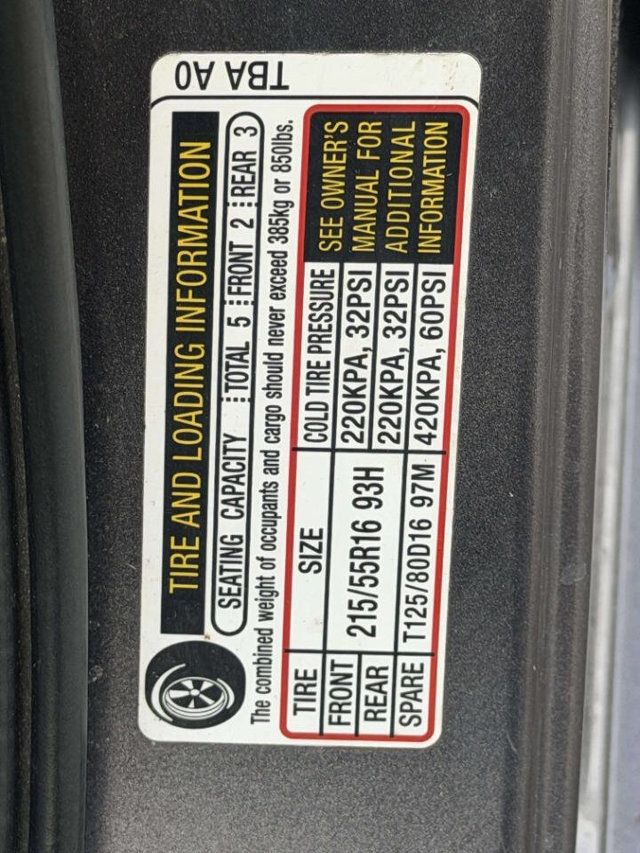 TBA A0
TIRE AND LOADING INFORMATION
SEATING CAPACITY TOTAL 5 FRONT 2 REAR 3
The combined weight of occupants and cargo should never exceed 385kg or 850lbs.
TIRE SIZE COLD TIRE PRESSURE SEE OWNER'S
FRONT 215/55R16 93H 220KPA, 32PSI MANUAL FOR
REAR 220KPA, 32PSI ADDITIONAL
SPARE T125/80D16 97M 420KPA, 60PSI INFORMATION